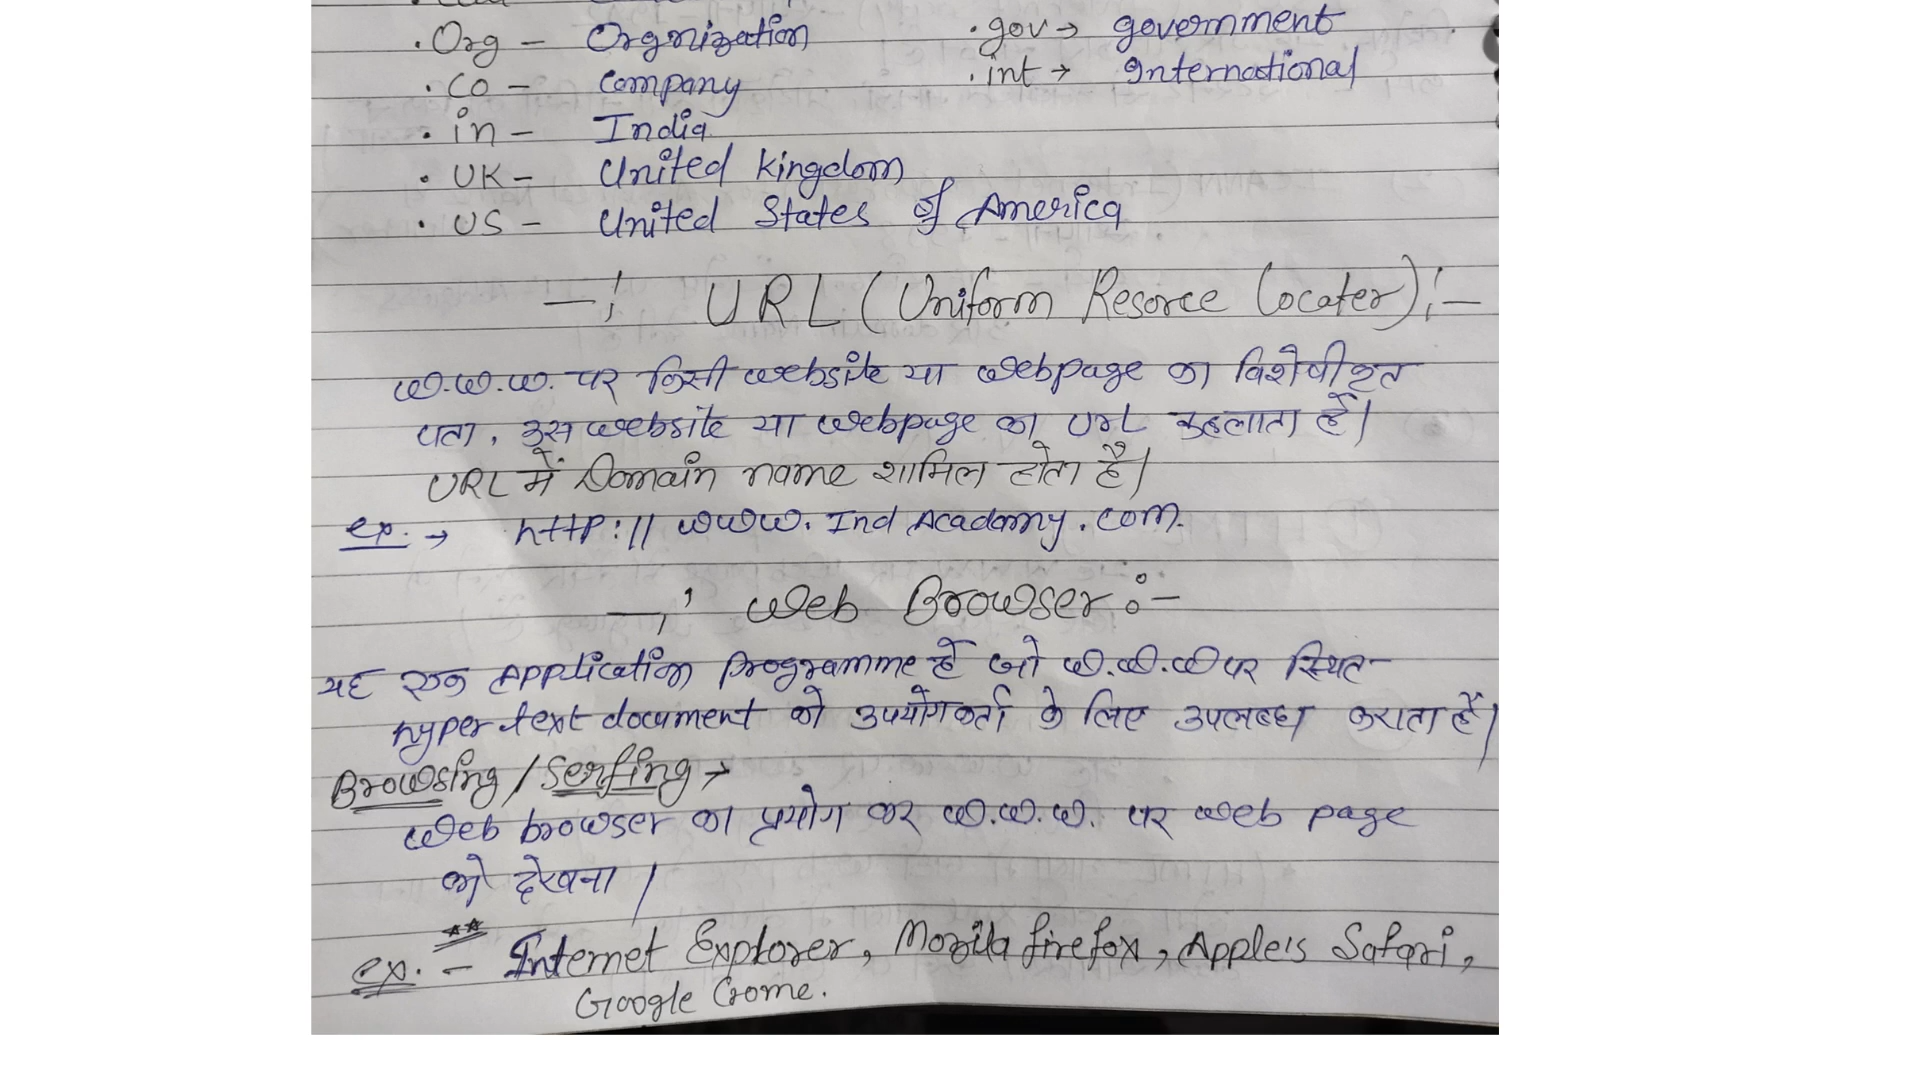 .Org - Orgnization .gov → government
.CO - Company .int → International
.in - India
.UK - United kingdom
.US - United States of America
-: URL (Uniform Resorce Locater) :-
W.W.W. पर किसी website या webpage का विशेषीकृत
पता, उस website या webpage का URL कहलाता हैं।
URL में Domain name शामिल होता है।
ex. → http://www.Ind Acadamy.com.
-: Web Browser :-
यह एक Application Programme हैं जो W.W.W पर स्थित
hyper text document को उपयोगकर्ता के लिए उपलब्ध कराता हैं।
Browsing / Serfing →
Web browser का प्रयोग कर W.W.W. पर web page
को देखना।
ex. - Internet Explorer, Mozila firefox, Apple's Safari,
Google Crome.